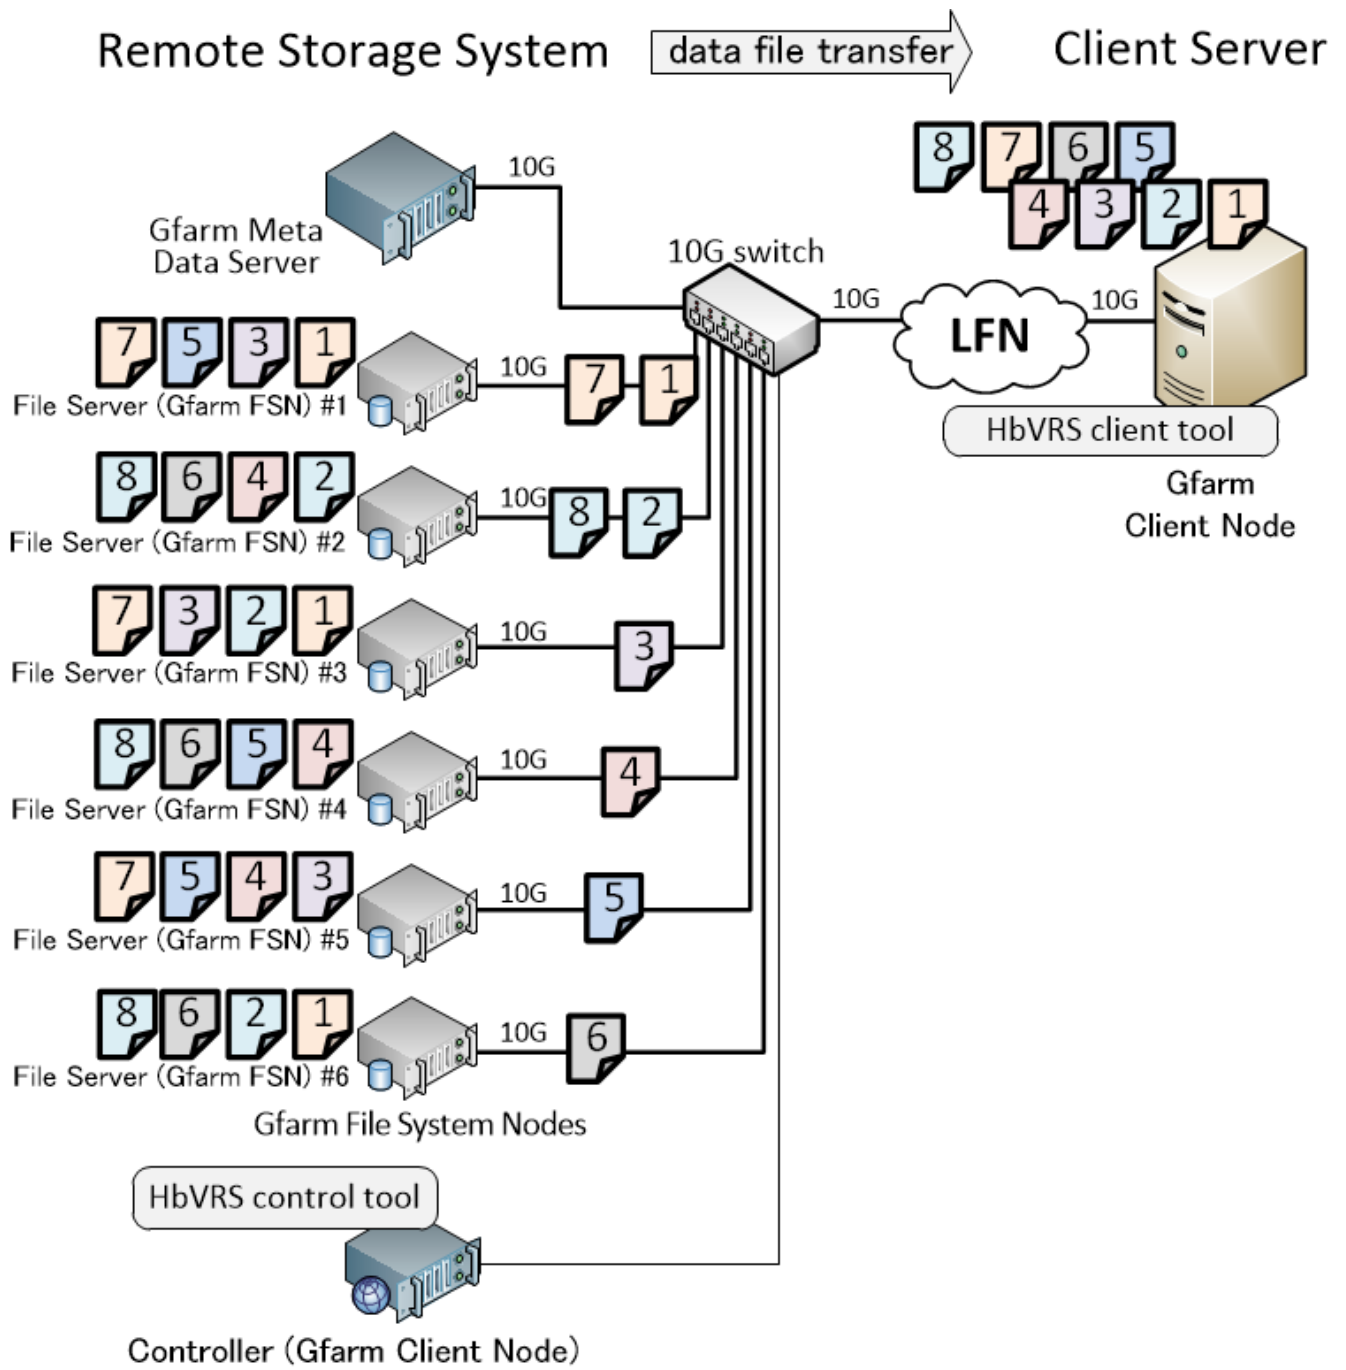 Remote Storage System
data file transfer
Client Server
8 7 6 5
4 3 2 1
10G
Gfarm Meta
Data Server
10G switch
10G
LFN
10G
7 5 3 1
10G
7 1
File Server (Gfarm FSN) #1
HbVRS client tool
Gfarm
Client Node
8 6 4 2
10G
8 2
File Server (Gfarm FSN) #2
7 3 2 1
10G
3
File Server (Gfarm FSN) #3
8 6 5 4
10G
4
File Server (Gfarm FSN) #4
7 5 4 3
10G
5
File Server (Gfarm FSN) #5
8 6 2 1
10G
6
File Server (Gfarm FSN) #6
Gfarm File System Nodes
HbVRS control tool
Controller (Gfarm Client Node)